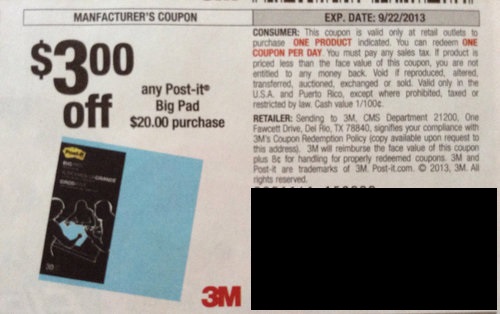 MANFACTURER'S COUPON
EXP. DATE: 9/22/2013
$3.00
off
any Post-it®
Big Pad
$20.00 purchase
Post-it
BIG
30
3M
CONSUMER: This coupon is valid only at retail outlets to
purchase ONE PRODUCT indicated. You can redeem ONE
COUPON PER DAY. You must pay any sales tax. If product is
priced less than the face value of this coupon, you are not
entitled to any money back. Void if reproduced, altered,
transferred, auctioned, exchanged or sold. Valid only in the
U.S.A. and Puerto Rico, except where prohibited, taxed or
restricted by law. Cash value 1/100¢.
RETAILER: Sending to 3M, CMS Department 21200, One
Fawcett Drive, Del Rio, TX 78840, signifies your compliance with
3M's Coupon Redemption Policy (copy available upon request to
this address). 3M will reimburse the face value of this coupon
plus 8¢ for handling for properly redeemed coupons. 3M and
Post-it are trademarks of 3M. Post-it.com. © 2013, 3M. All
rights reserved.